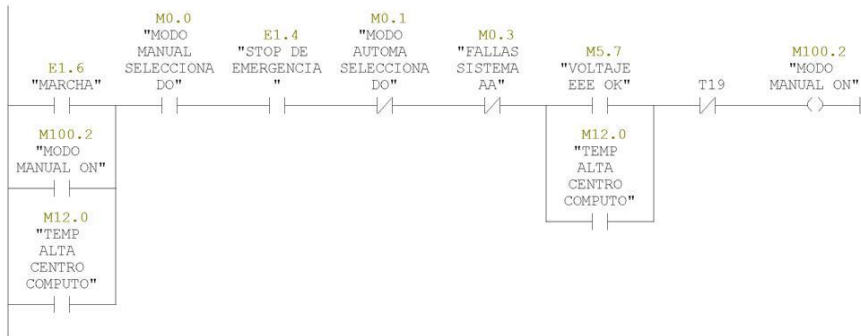 E1.6
"MARCHA"
M0.0
"MODO
MANUAL
SELECCIONA
DO"
E1.4
"STOP DE
EMERGENCIA
"
M0.1
"MODO
AUTOMA
SELECCIONA
DO"
M0.3
"FALLAS
SISTEMA
AA"
M5.7
"VOLTAJE
EEE OK"
T19
M100.2
"MODO
MANUAL ON"
M100.2
"MODO
MANUAL ON"
M12.0
"TEMP
ALTA
CENTRO
COMPUTO"
M12.0
"TEMP
ALTA
CENTRO
COMPUTO"